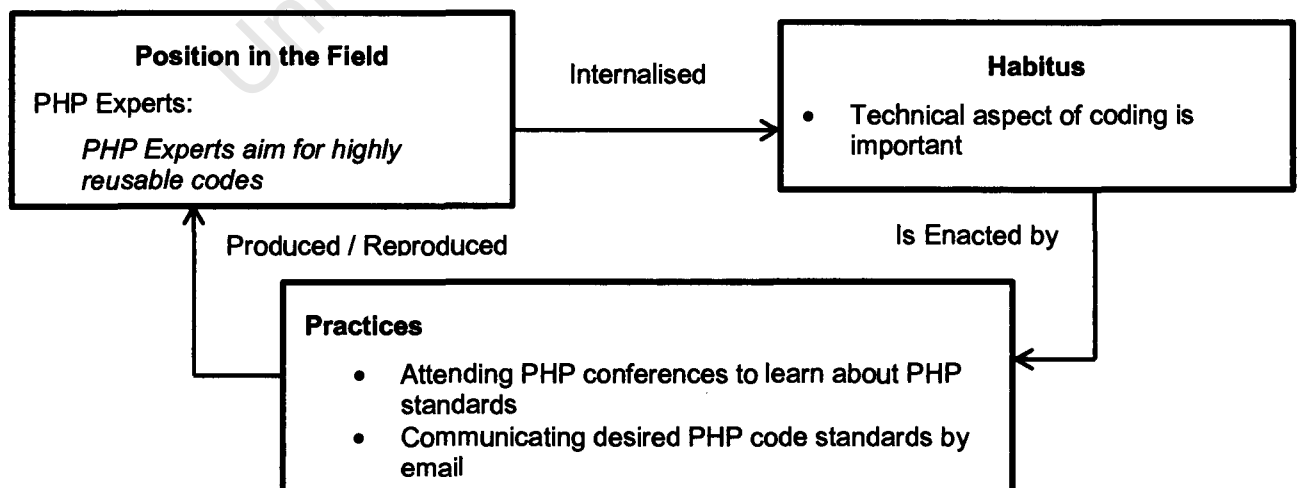 Position in the Field
PHP Experts:
PHP Experts aim for highly
reusable codes
Internalised
Habitus
• Technical aspect of coding is
important
Produced / Reproduced
Is Enacted by
Practices
• Attending PHP conferences to learn about PHP
standards
• Communicating desired PHP code standards by
email